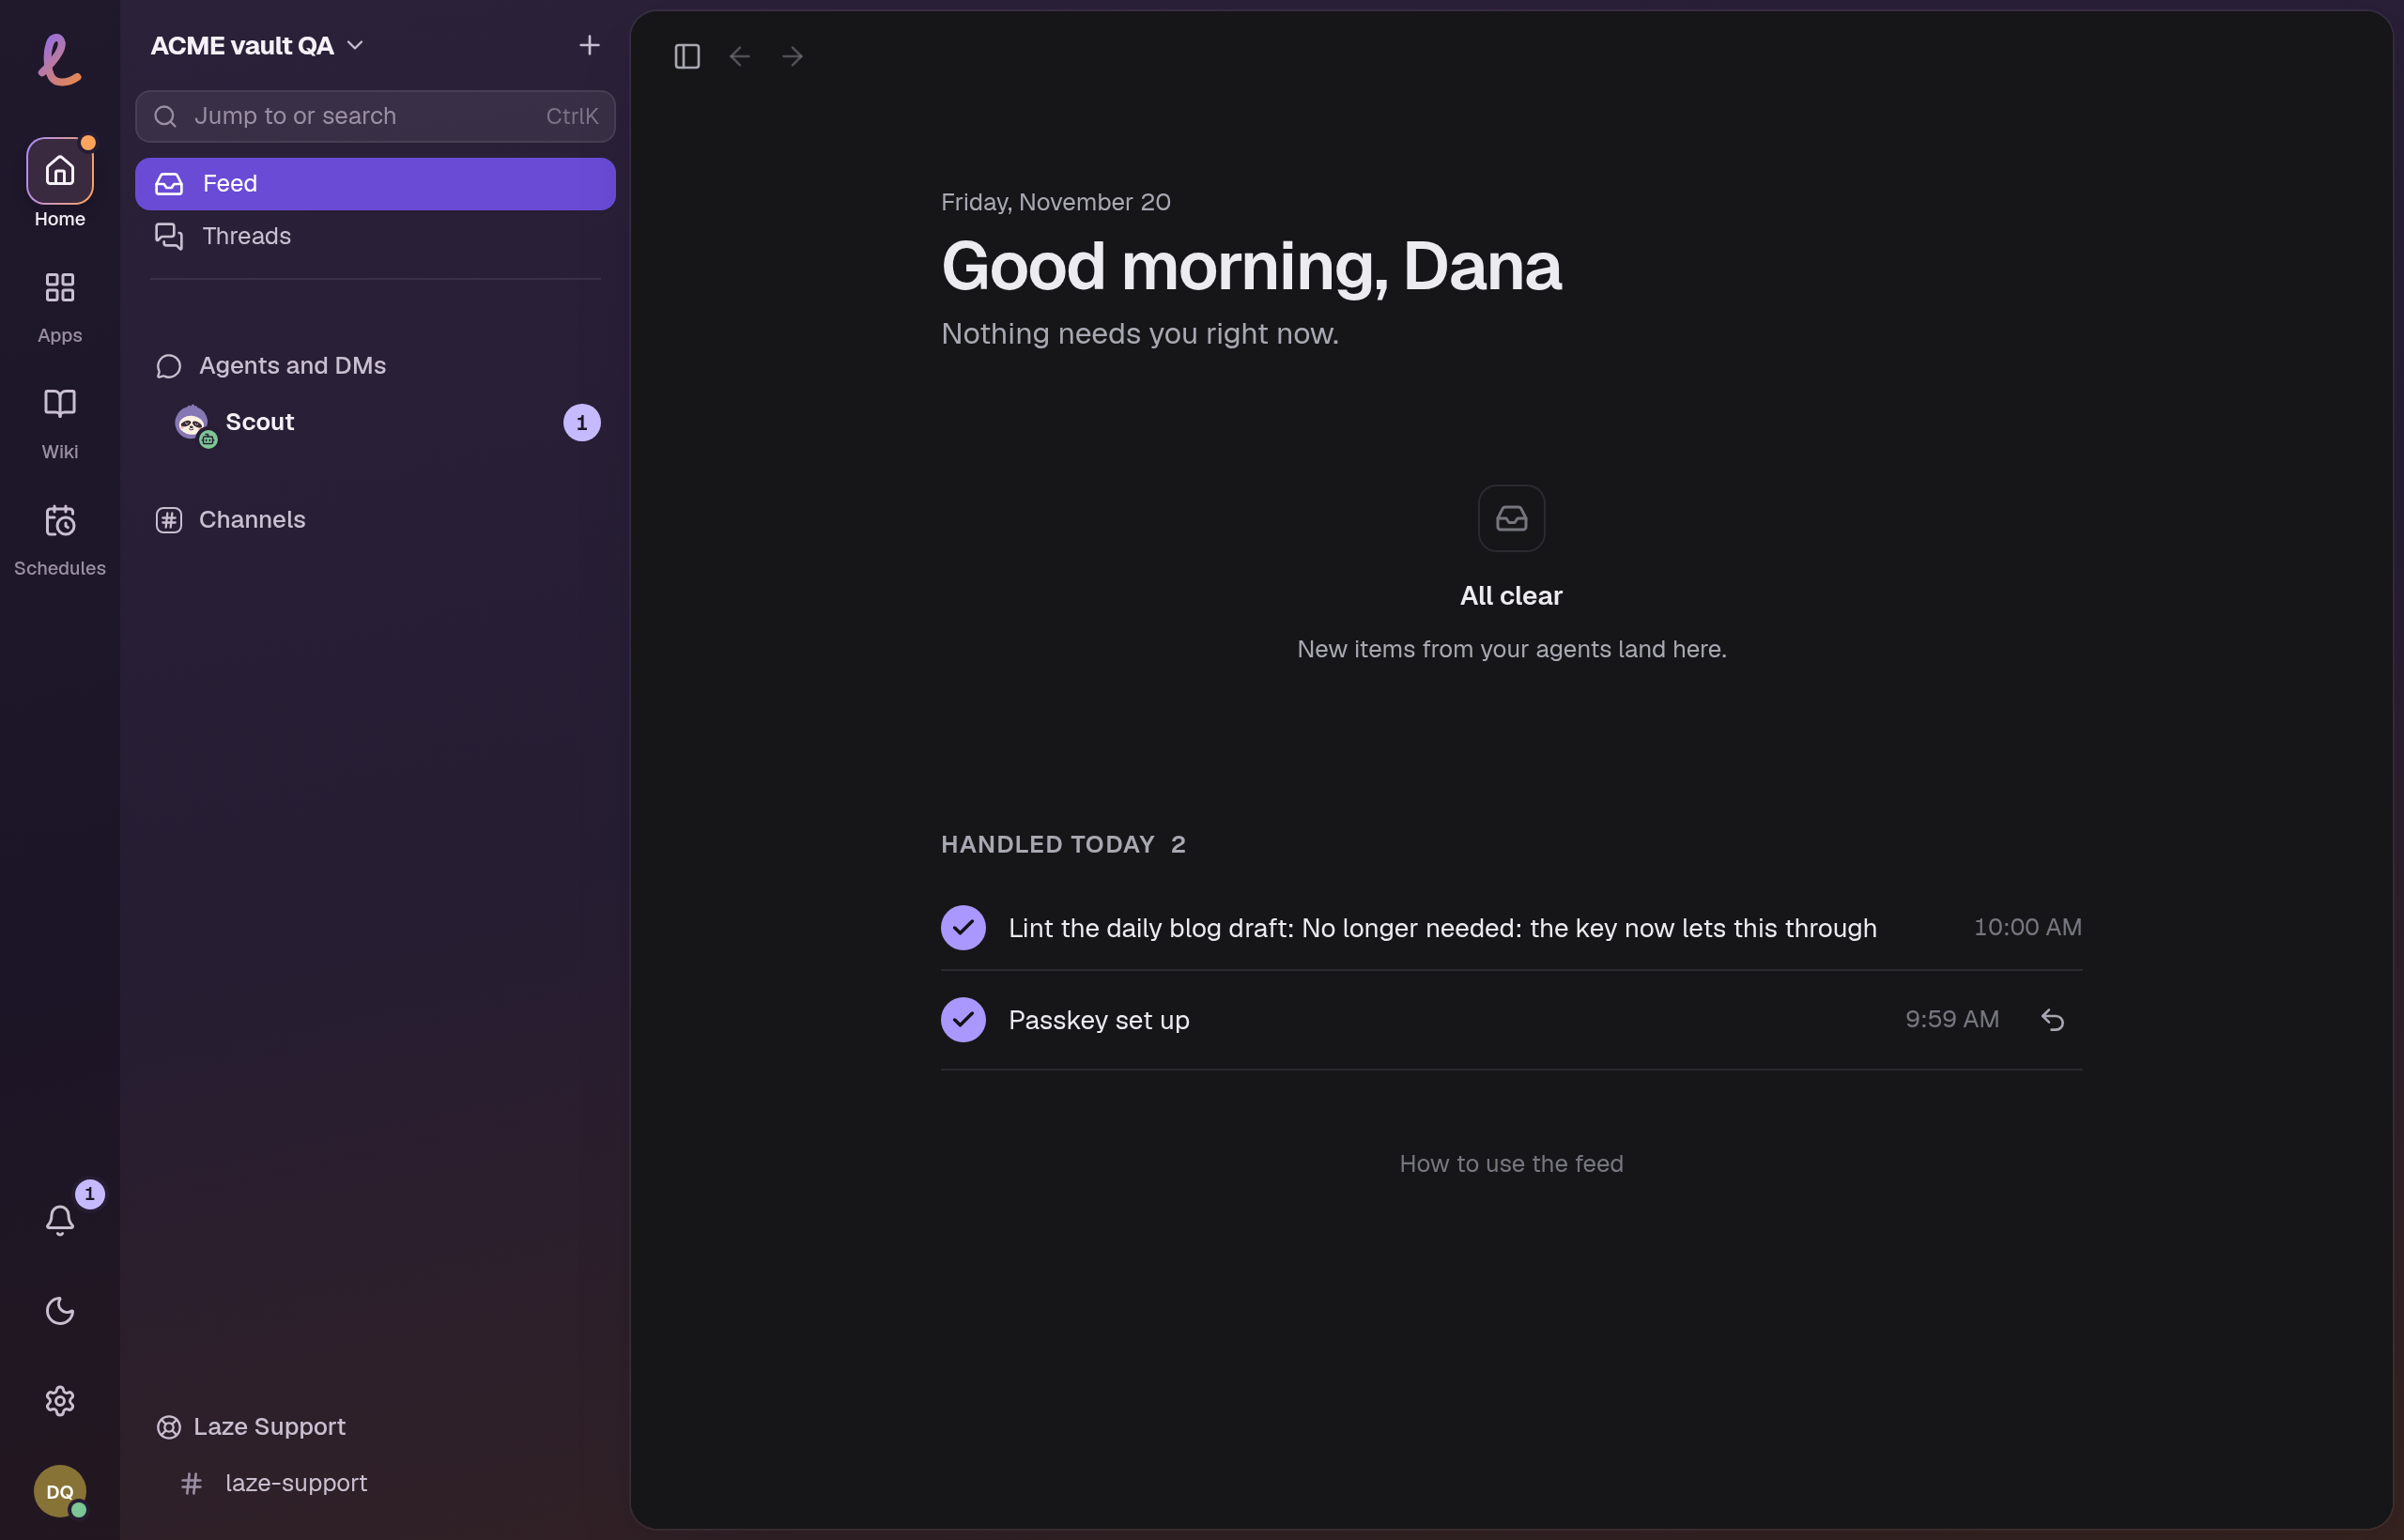 ACME vault QA
Jump to or search CtrlK
Home
Feed
Threads
Apps
Agents and DMs
Scout 1
Wiki
Channels
Schedules
1
Laze Support
# laze-support
DQ
Friday, November 20
Good morning, Dana
Nothing needs you right now.
All clear
New items from your agents land here.
HANDLED TODAY 2
Lint the daily blog draft: No longer needed: the key now lets this through 10:00 AM
Passkey set up 9:59 AM
How to use the feed